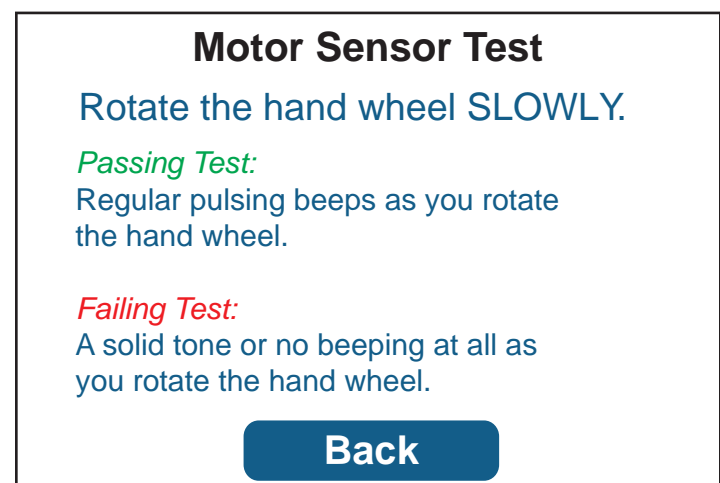 Motor Sensor Test
Rotate the hand wheel SLOWLY.
Passing Test:
Regular pulsing beeps as you rotate
the hand wheel.
Failing Test:
A solid tone or no beeping at all as
you rotate the hand wheel.
Back